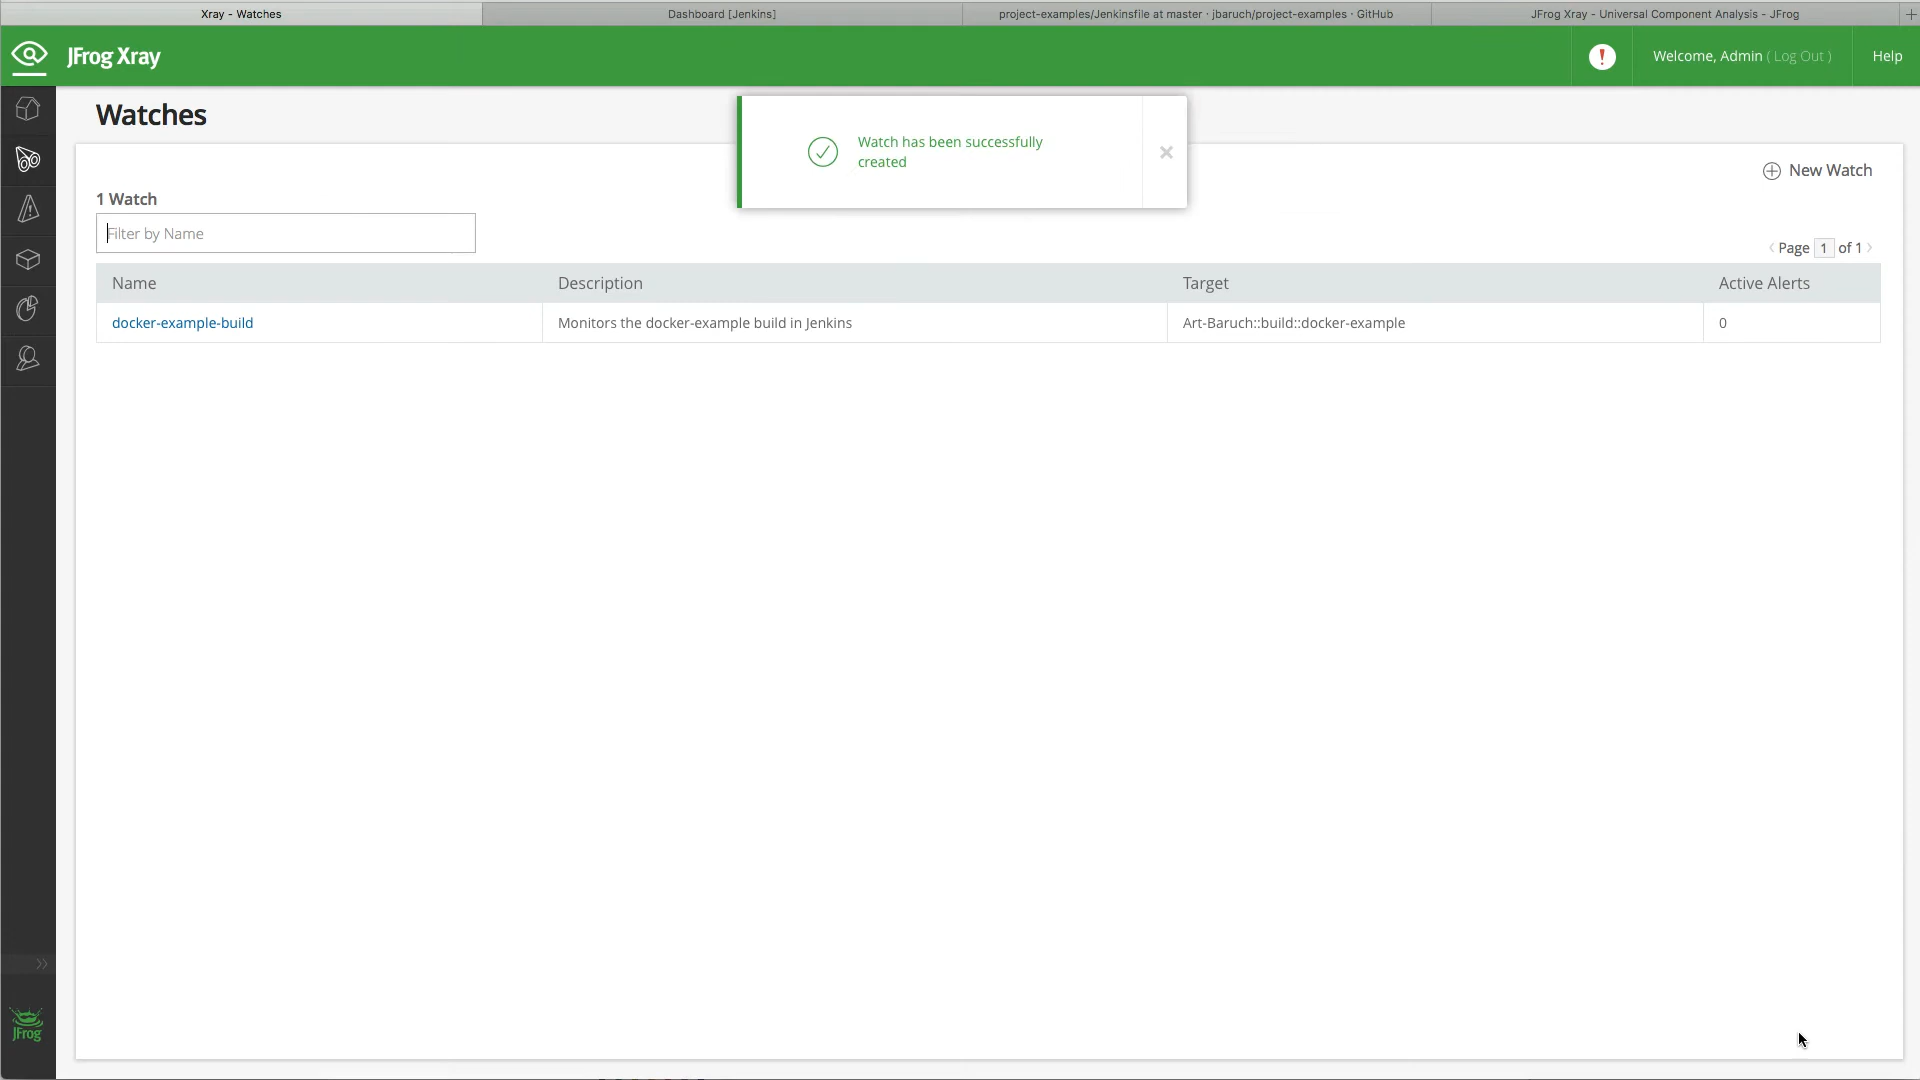 Xray - Watches
Dashboard [Jenkins]
project-examples/Jenkinsfile at master · jbaruch/project-examples · GitHub
JFrog Xray - Universal Component Analysis - JFrog
JFrog Xray
!
Welcome, Admin ( Log Out )
Help
Watches
Watch has been successfully
created
New Watch
1 Watch
Filter by Name
Page 1 of 1
Name
Description
Target
Active Alerts
docker-example-build
Monitors the docker-example build in Jenkins
Art-Baruch::build::docker-example
0
JFrog